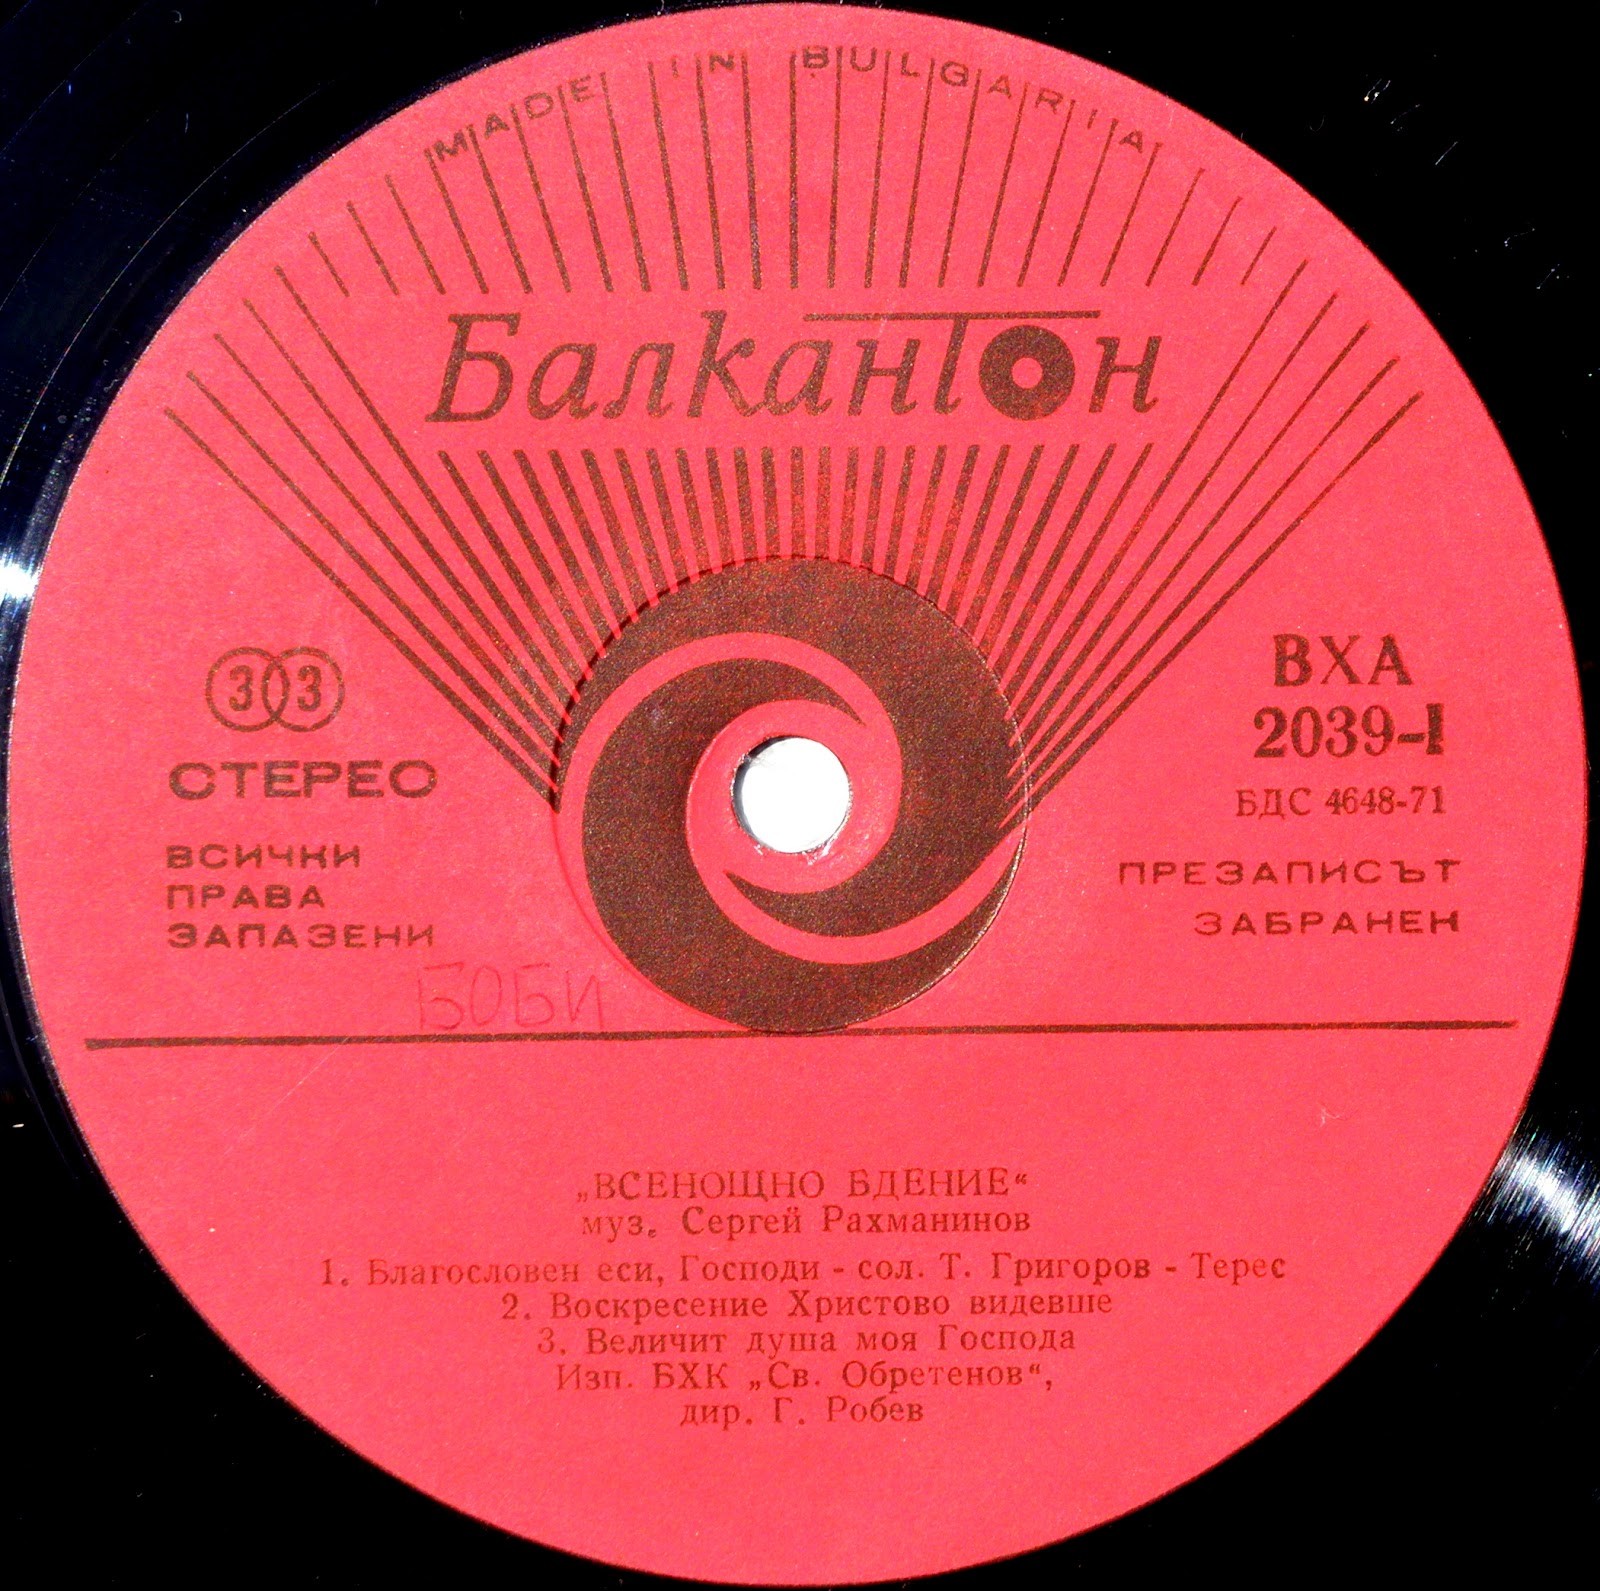 MADE IN BULGARIA
Балкантон
33
СТЕРЕО
ВСИЧКИ
ПРАВА
ЗАПАЗЕНИ
ВХА
2039-I
БДС 4648-71
ПРЕЗАПИСЪТ
ЗАБРАНЕН
БОБИ
„ВСЕНОЩНО БДЕНИЕ“
муз. Сергей Рахманинов
1. Благословен еси, Господи - сол. Т. Григоров - Терес
2. Воскресение Христово видевше
3. Величит душа моя Господа
Изп. БХК „Св. Обретенов“,
дир. Г. Робев